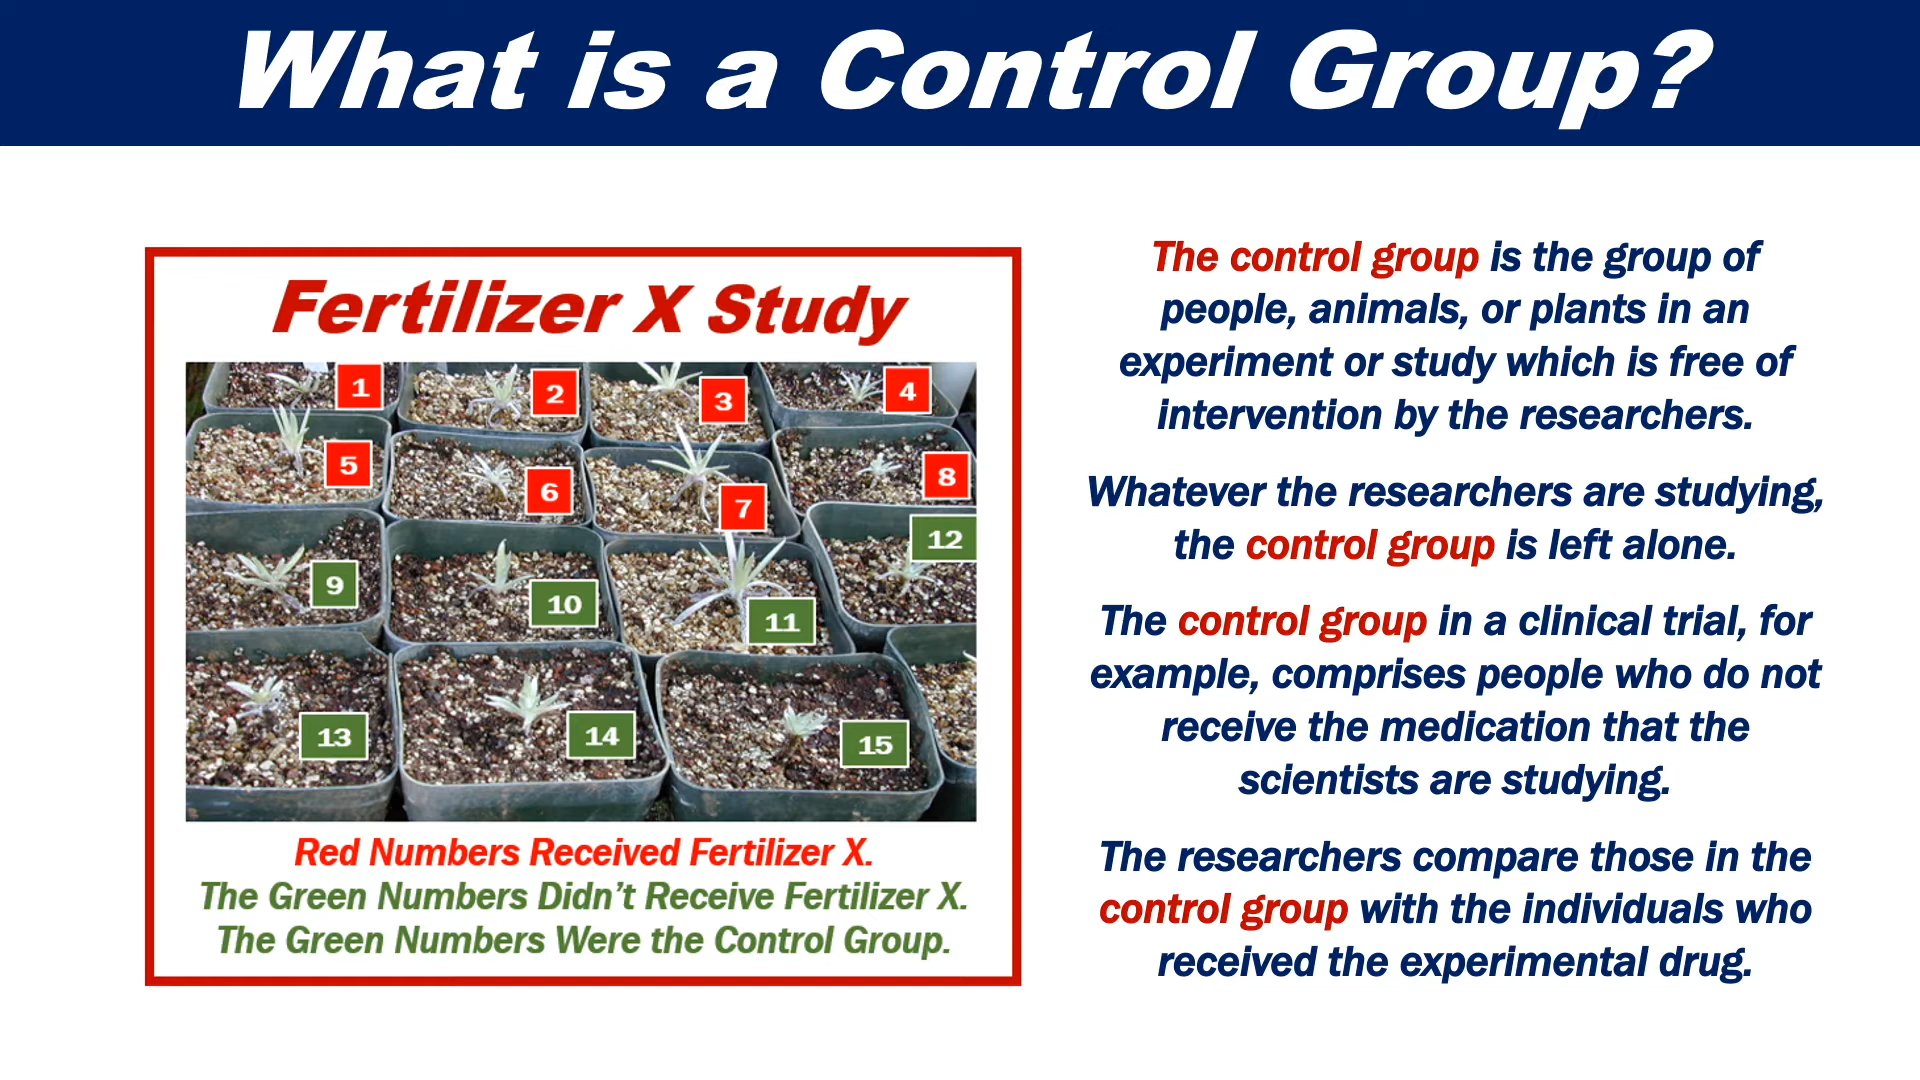 What is a Control Group?
Fertilizer X Study
1
2
3
4
5
6
7
8
9
10
11
12
13
14
15
Red Numbers Received Fertilizer X.
The Green Numbers Didn’t Receive Fertilizer X.
The Green Numbers Were the Control Group.
The control group is the group of
people, animals, or plants in an
experiment or study which is free of
intervention by the researchers.
Whatever the researchers are studying,
the control group is left alone.
The control group in a clinical trial, for
example, comprises people who do not
receive the medication that the
scientists are studying.
The researchers compare those in the
control group with the individuals who
received the experimental drug.